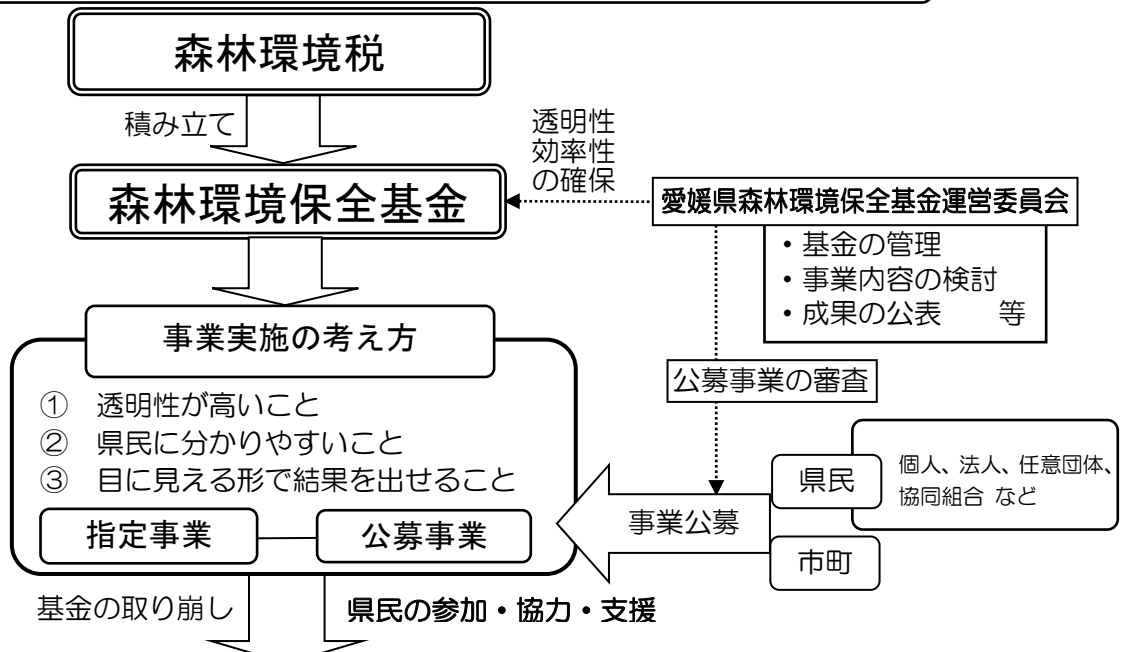 森林環境税
積み立て
透明性
効率性
の確保
森林環境保全基金
愛媛県森林環境保全基金運営委員会
・基金の管理
・事業内容の検討
・成果の公表 等
事業実施の考え方
公募事業の審査
① 透明性が高いこと
② 県民に分かりやすいこと
③ 目に見える形で結果を出せること
県民
個人、法人、任意団体、
協同組合 など
指定事業
公募事業
事業公募
市町
基金の取り崩し
県民の参加・協力・支援